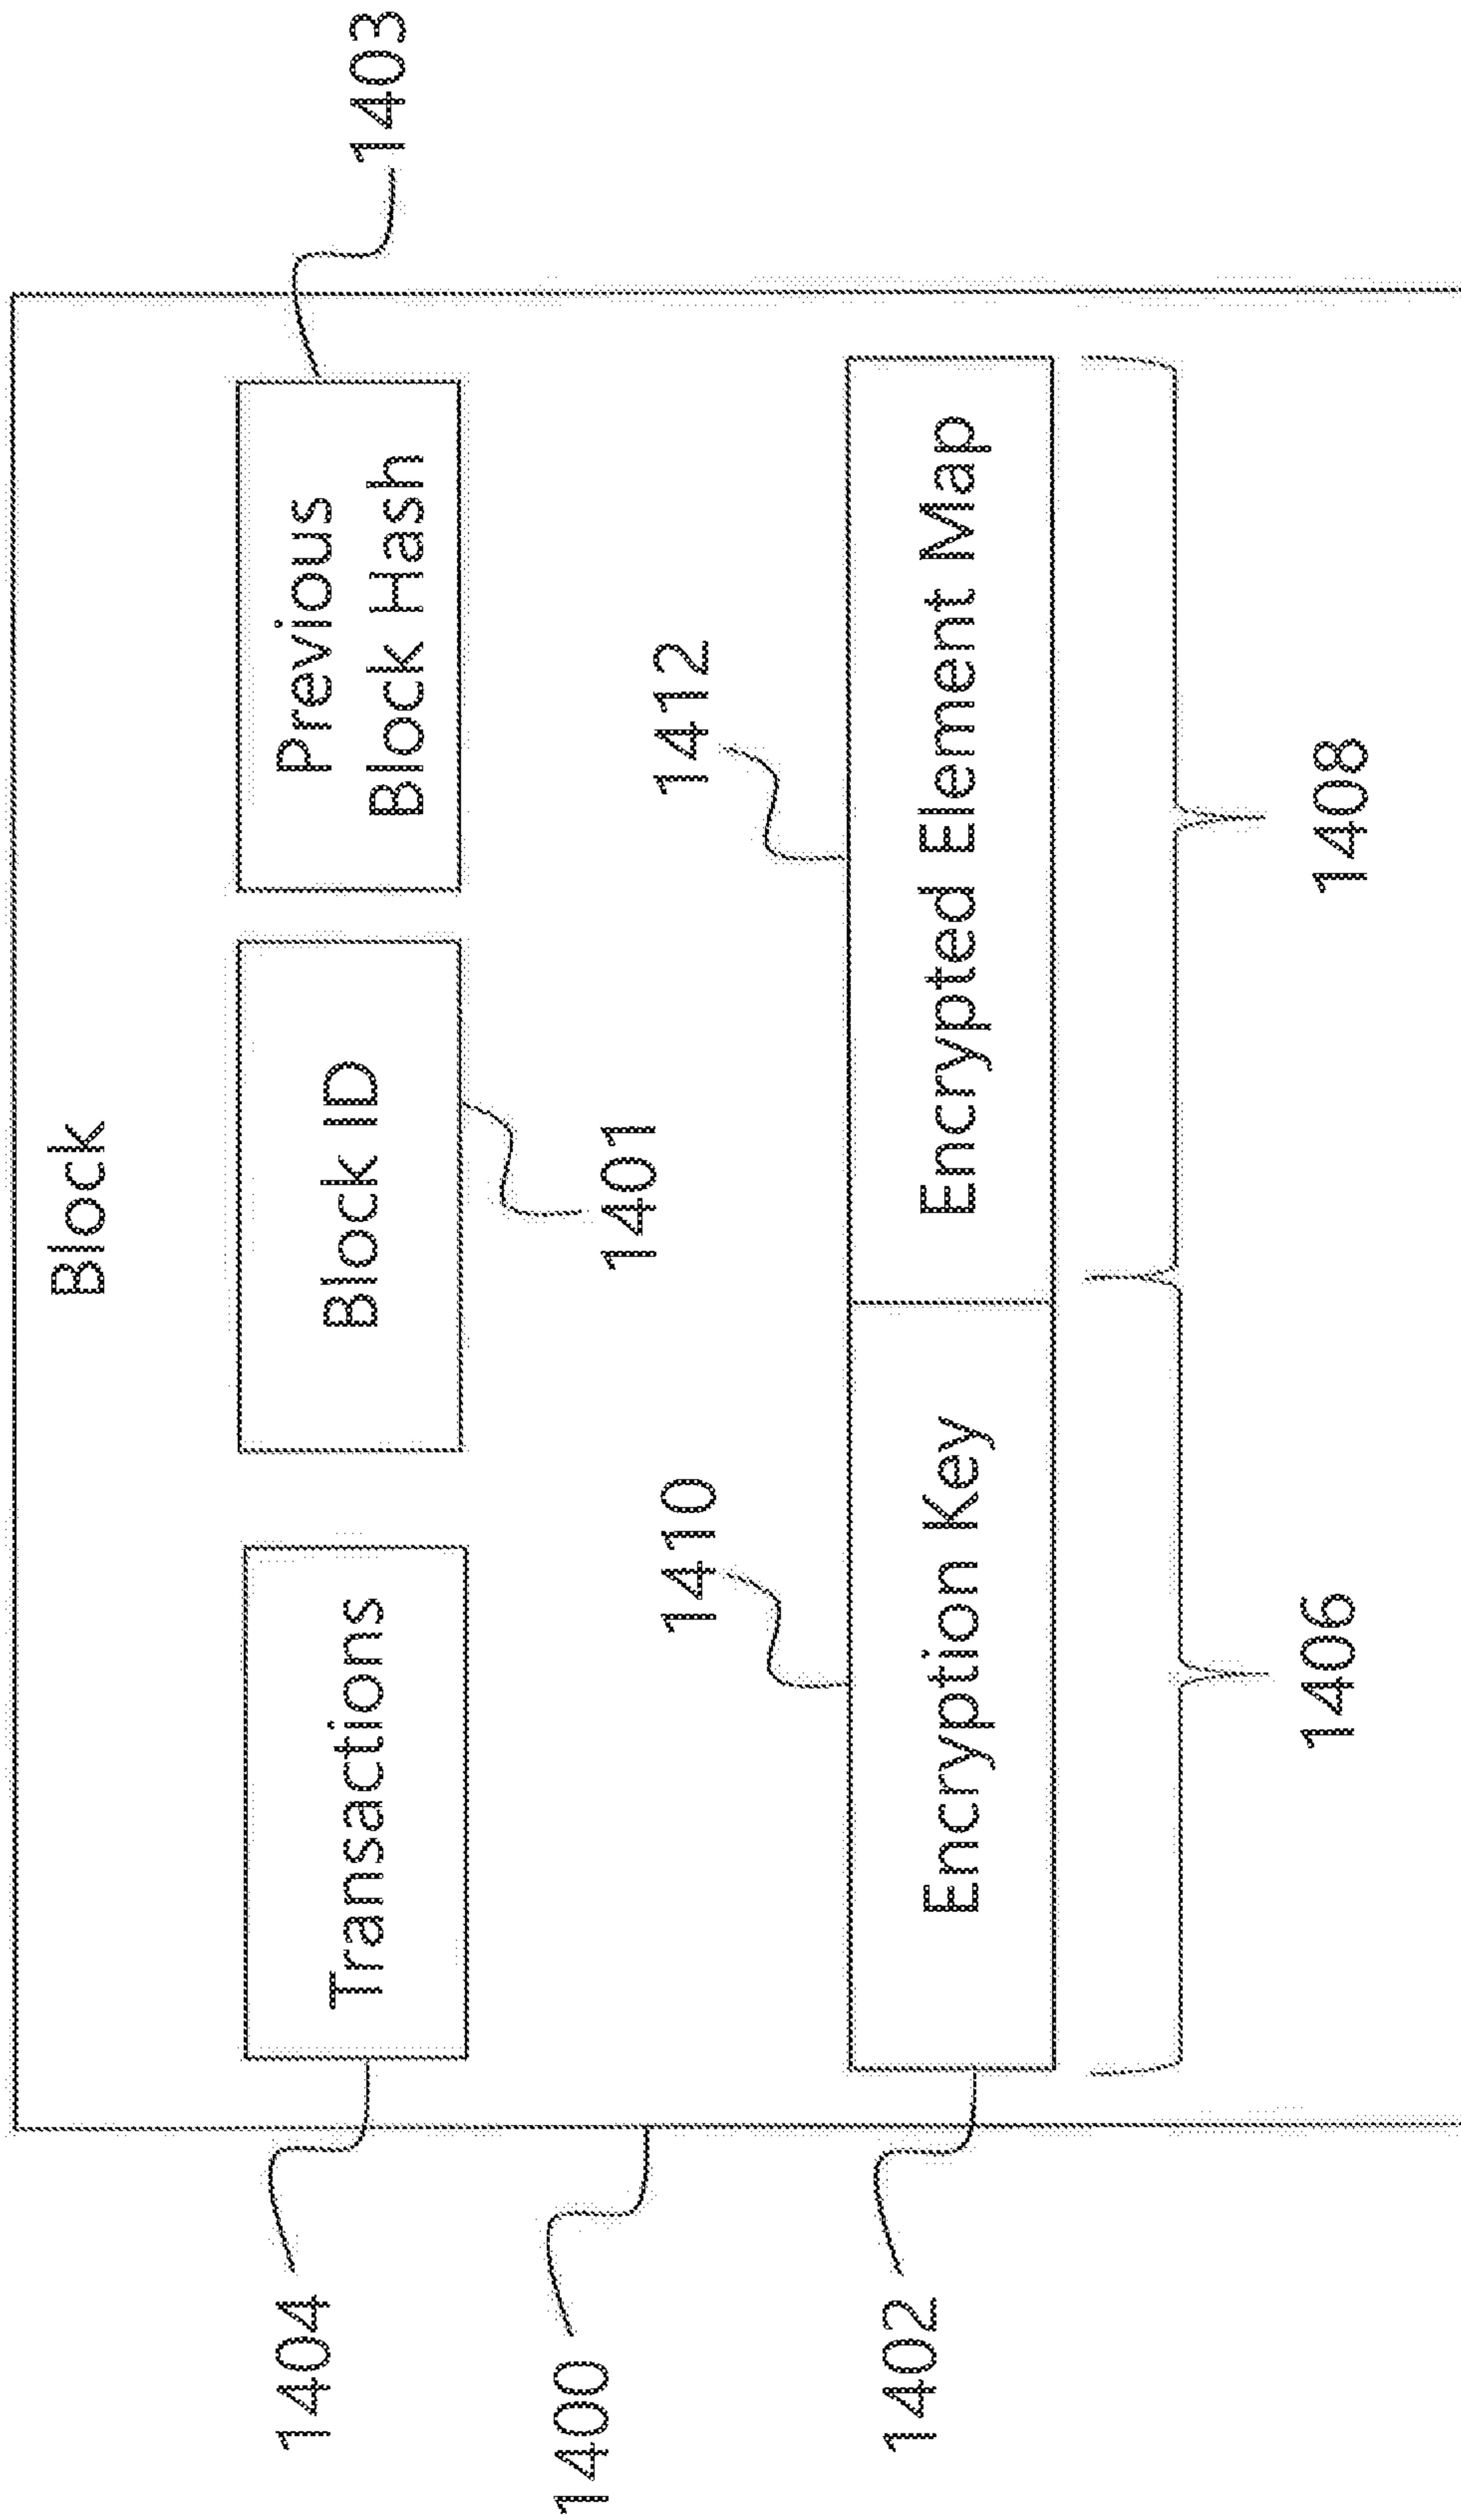 Block
1404
Transactions
Block ID
Previous
Block Hash
1403
1400
1401
1410
1412
1402
Encryption Key
Encrypted Element Map
1406
1408